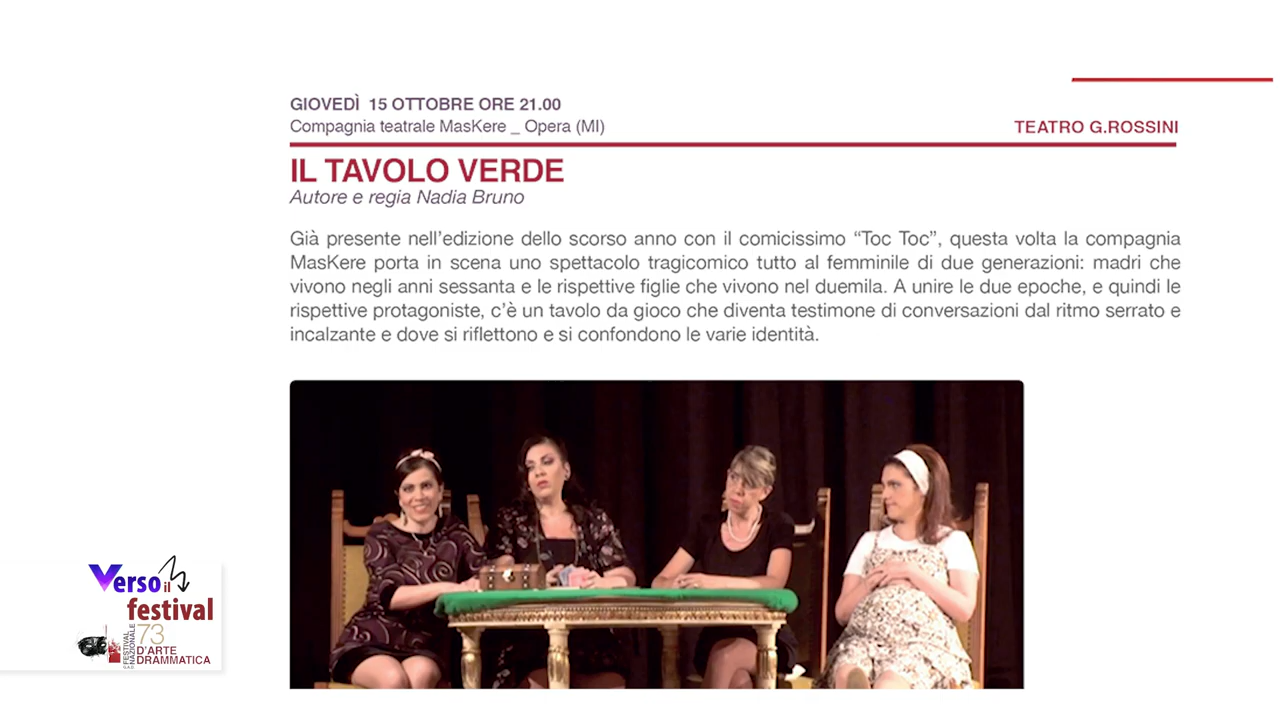 GIOVEDÌ 15 OTTOBRE ORE 21.00
Compagnia teatrale MasKere _ Opera (MI)
TEATRO G.ROSSINI
IL TAVOLO VERDE
Autore e regia Nadia Bruno
Già presente nell'edizione dello scorso anno con il comicissimo “Toc Toc”, questa volta la compagnia
MasKere porta in scena uno spettacolo tragicomico tutto al femminile di due generazioni: madri che
vivono negli anni sessanta e le rispettive figlie che vivono nel duemila. A unire le due epoche, e quindi le
rispettive protagoniste, c'è un tavolo da gioco che diventa testimone di conversazioni dal ritmo serrato e
incalzante e dove si riflettono e si confondono le varie identità.
Verso il
festival
FESTIVAL
NAZIONALE
73
D'ARTE
DRAMMATICA